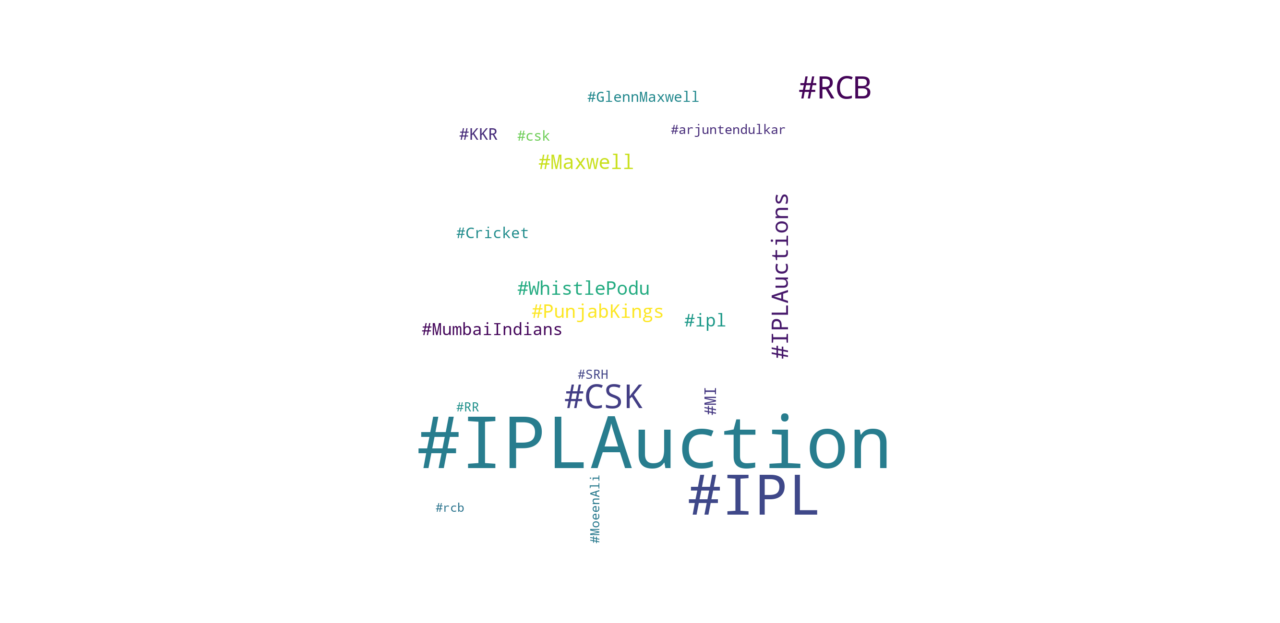 #RCB
#GlennMaxwell
#arjuntendulkar
#KKR
#csk
#Maxwell
#IPLAuctions
#Cricket
#WhistlePodu
#PunjabKings
#ipl
#MumbaiIndians
#SRH
#CSK
#MI
#RR
#IPLAuction
#IPL
#rcb
#MoeenAli